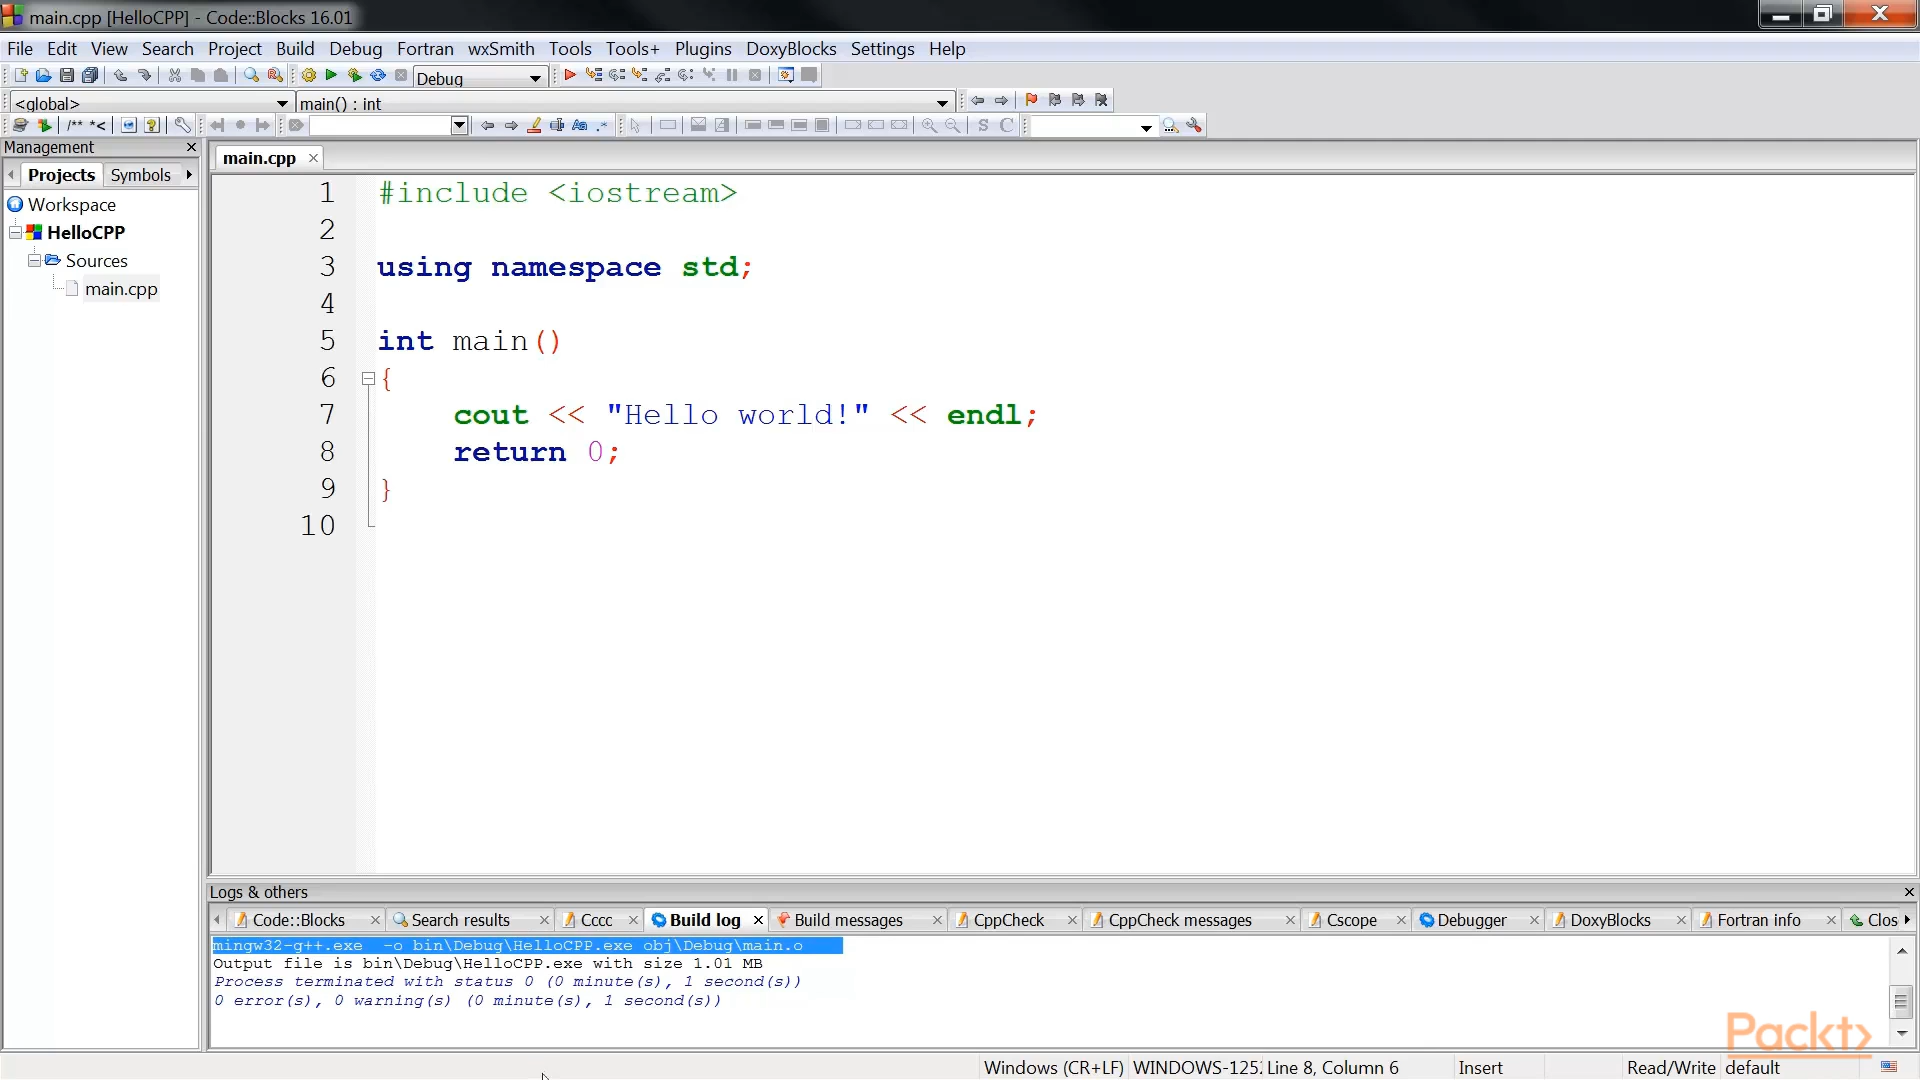 main.cpp [HelloCPP] - Code::Blocks 16.01
File Edit View Search Project Build Debug Fortran wxSmith Tools Tools+ Plugins DoxyBlocks Settings Help
Debug
<global> main() : int
/** *<
Aa .* S C
Management
Projects Symbols
Workspace
HelloCPP
Sources
main.cpp
main.cpp
1 #include <iostream>
2
3 using namespace std;
4
5 int main()
6 {
7 cout << "Hello world!" << endl;
8 return 0;
9 }
10
Logs & others
Code::Blocks Search results Cccc Build log Build messages CppCheck CppCheck messages Cscope Debugger DoxyBlocks Fortran info Clos
mingw32-g++.exe -o bin\Debug\HelloCPP.exe obj\Debug\main.o
Output file is bin\Debug\HelloCPP.exe with size 1.01 MB
Process terminated with status 0 (0 minute(s), 1 second(s))
0 error(s), 0 warning(s) (0 minute(s), 1 second(s))
Packt>
Windows (CR+LF) WINDOWS-125 Line 8, Column 6 Insert Read/Write default